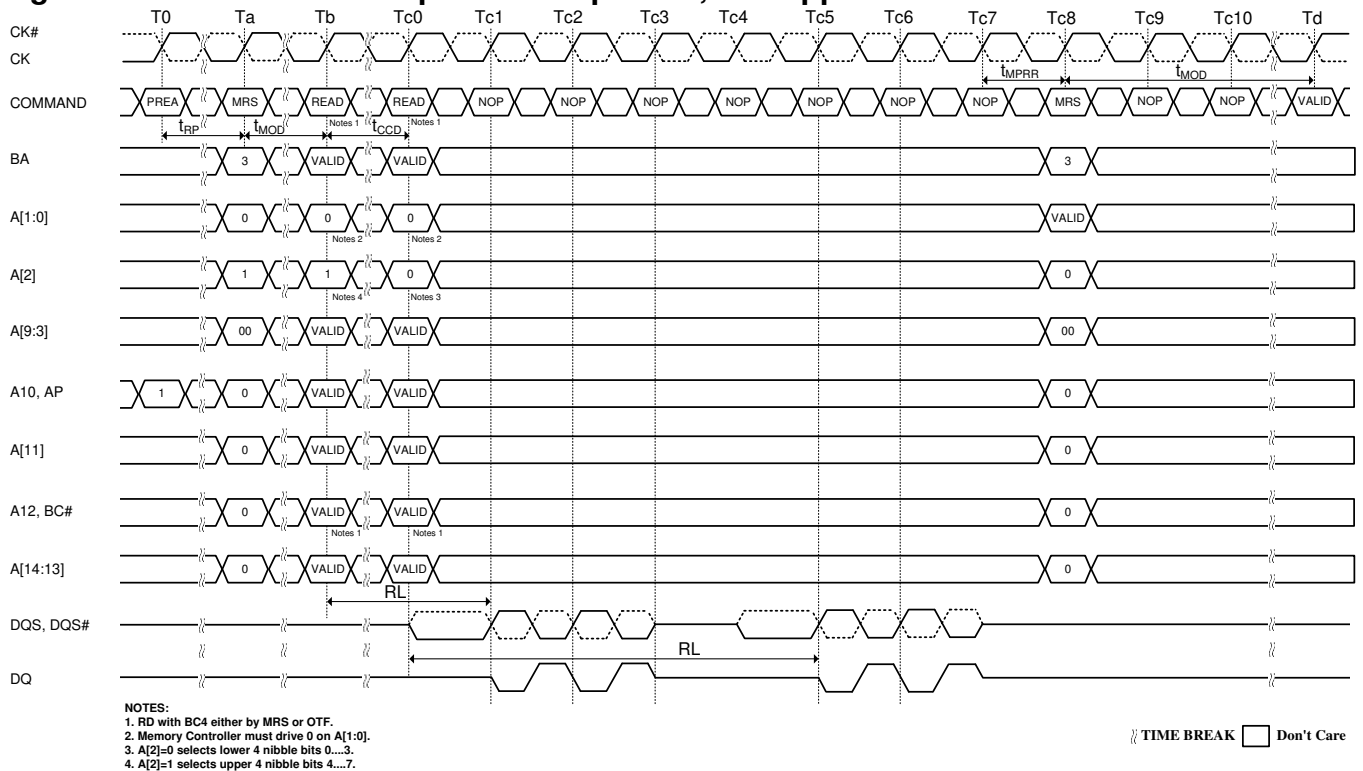 T0 Ta Tb Tc0 Tc1 Tc2 Tc3 Tc4 Tc5 Tc6 Tc7 Tc8 Tc9 Tc10 Td
CK#
CK
tMPRR tMOD
COMMAND PREA MRS READ READ NOP NOP NOP NOP NOP NOP NOP MRS NOP NOP VALID
Notes 1 Notes 1
tRP tMOD tCCD
BA 3 VALID VALID 3
A[1:0] 0 0 0 VALID
Notes 2 Notes 2
A[2] 1 1 0 0
Notes 4 Notes 3
A[9:3] 00 VALID VALID 00
A10, AP 1 0 VALID VALID 0
A[11] 0 VALID VALID 0
A12, BC# 0 VALID VALID 0
Notes 1 Notes 1
A[14:13] 0 VALID VALID 0
RL
DQS, DQS#
RL
DQ
NOTES:
1. RD with BC4 either by MRS or OTF.
2. Memory Controller must drive 0 on A[1:0].
3. A[2]=0 selects lower 4 nibble bits 0....3.
4. A[2]=1 selects upper 4 nibble bits 4....7.
TIME BREAK Don't Care